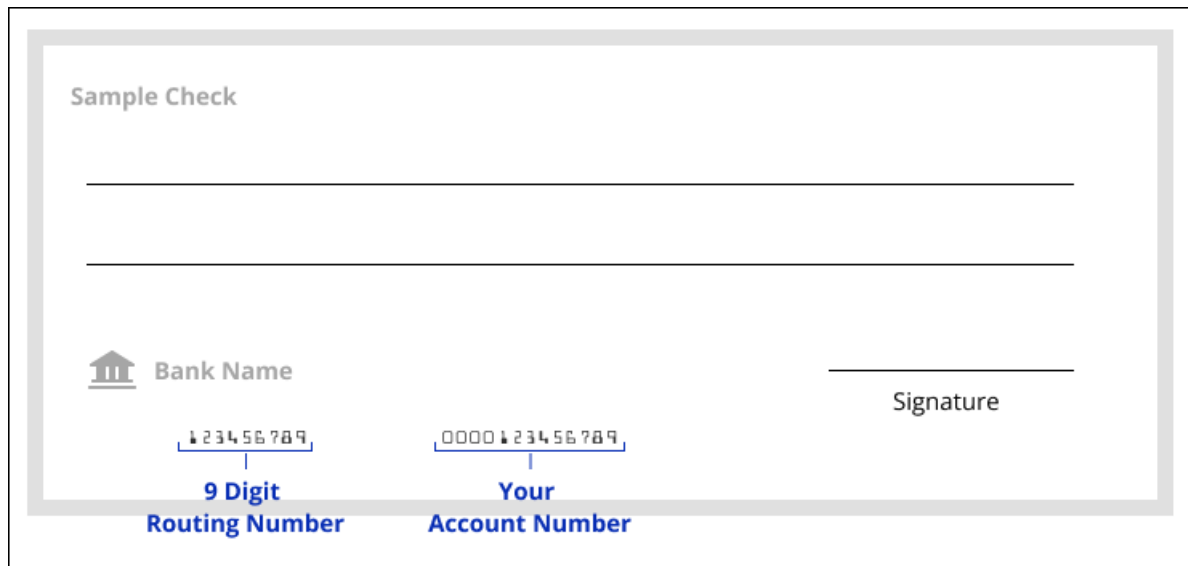 Sample Check
Bank Name
Signature
123456789 0000123456789
9 Digit Your
Routing Number Account Number